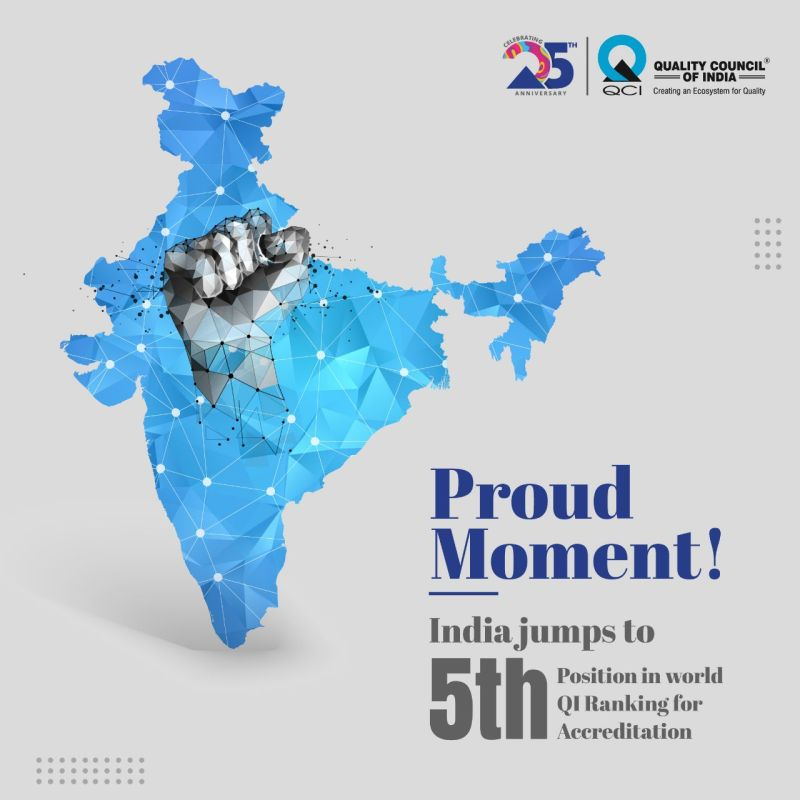 CELEBRATING
25TH
ANNIVERSARY
QCI
QUALITY COUNCIL®
OF INDIA
Creating an Ecosystem for Quality
Proud
Moment!
India jumps to
5th
Position in world
QI Ranking for
Accreditation